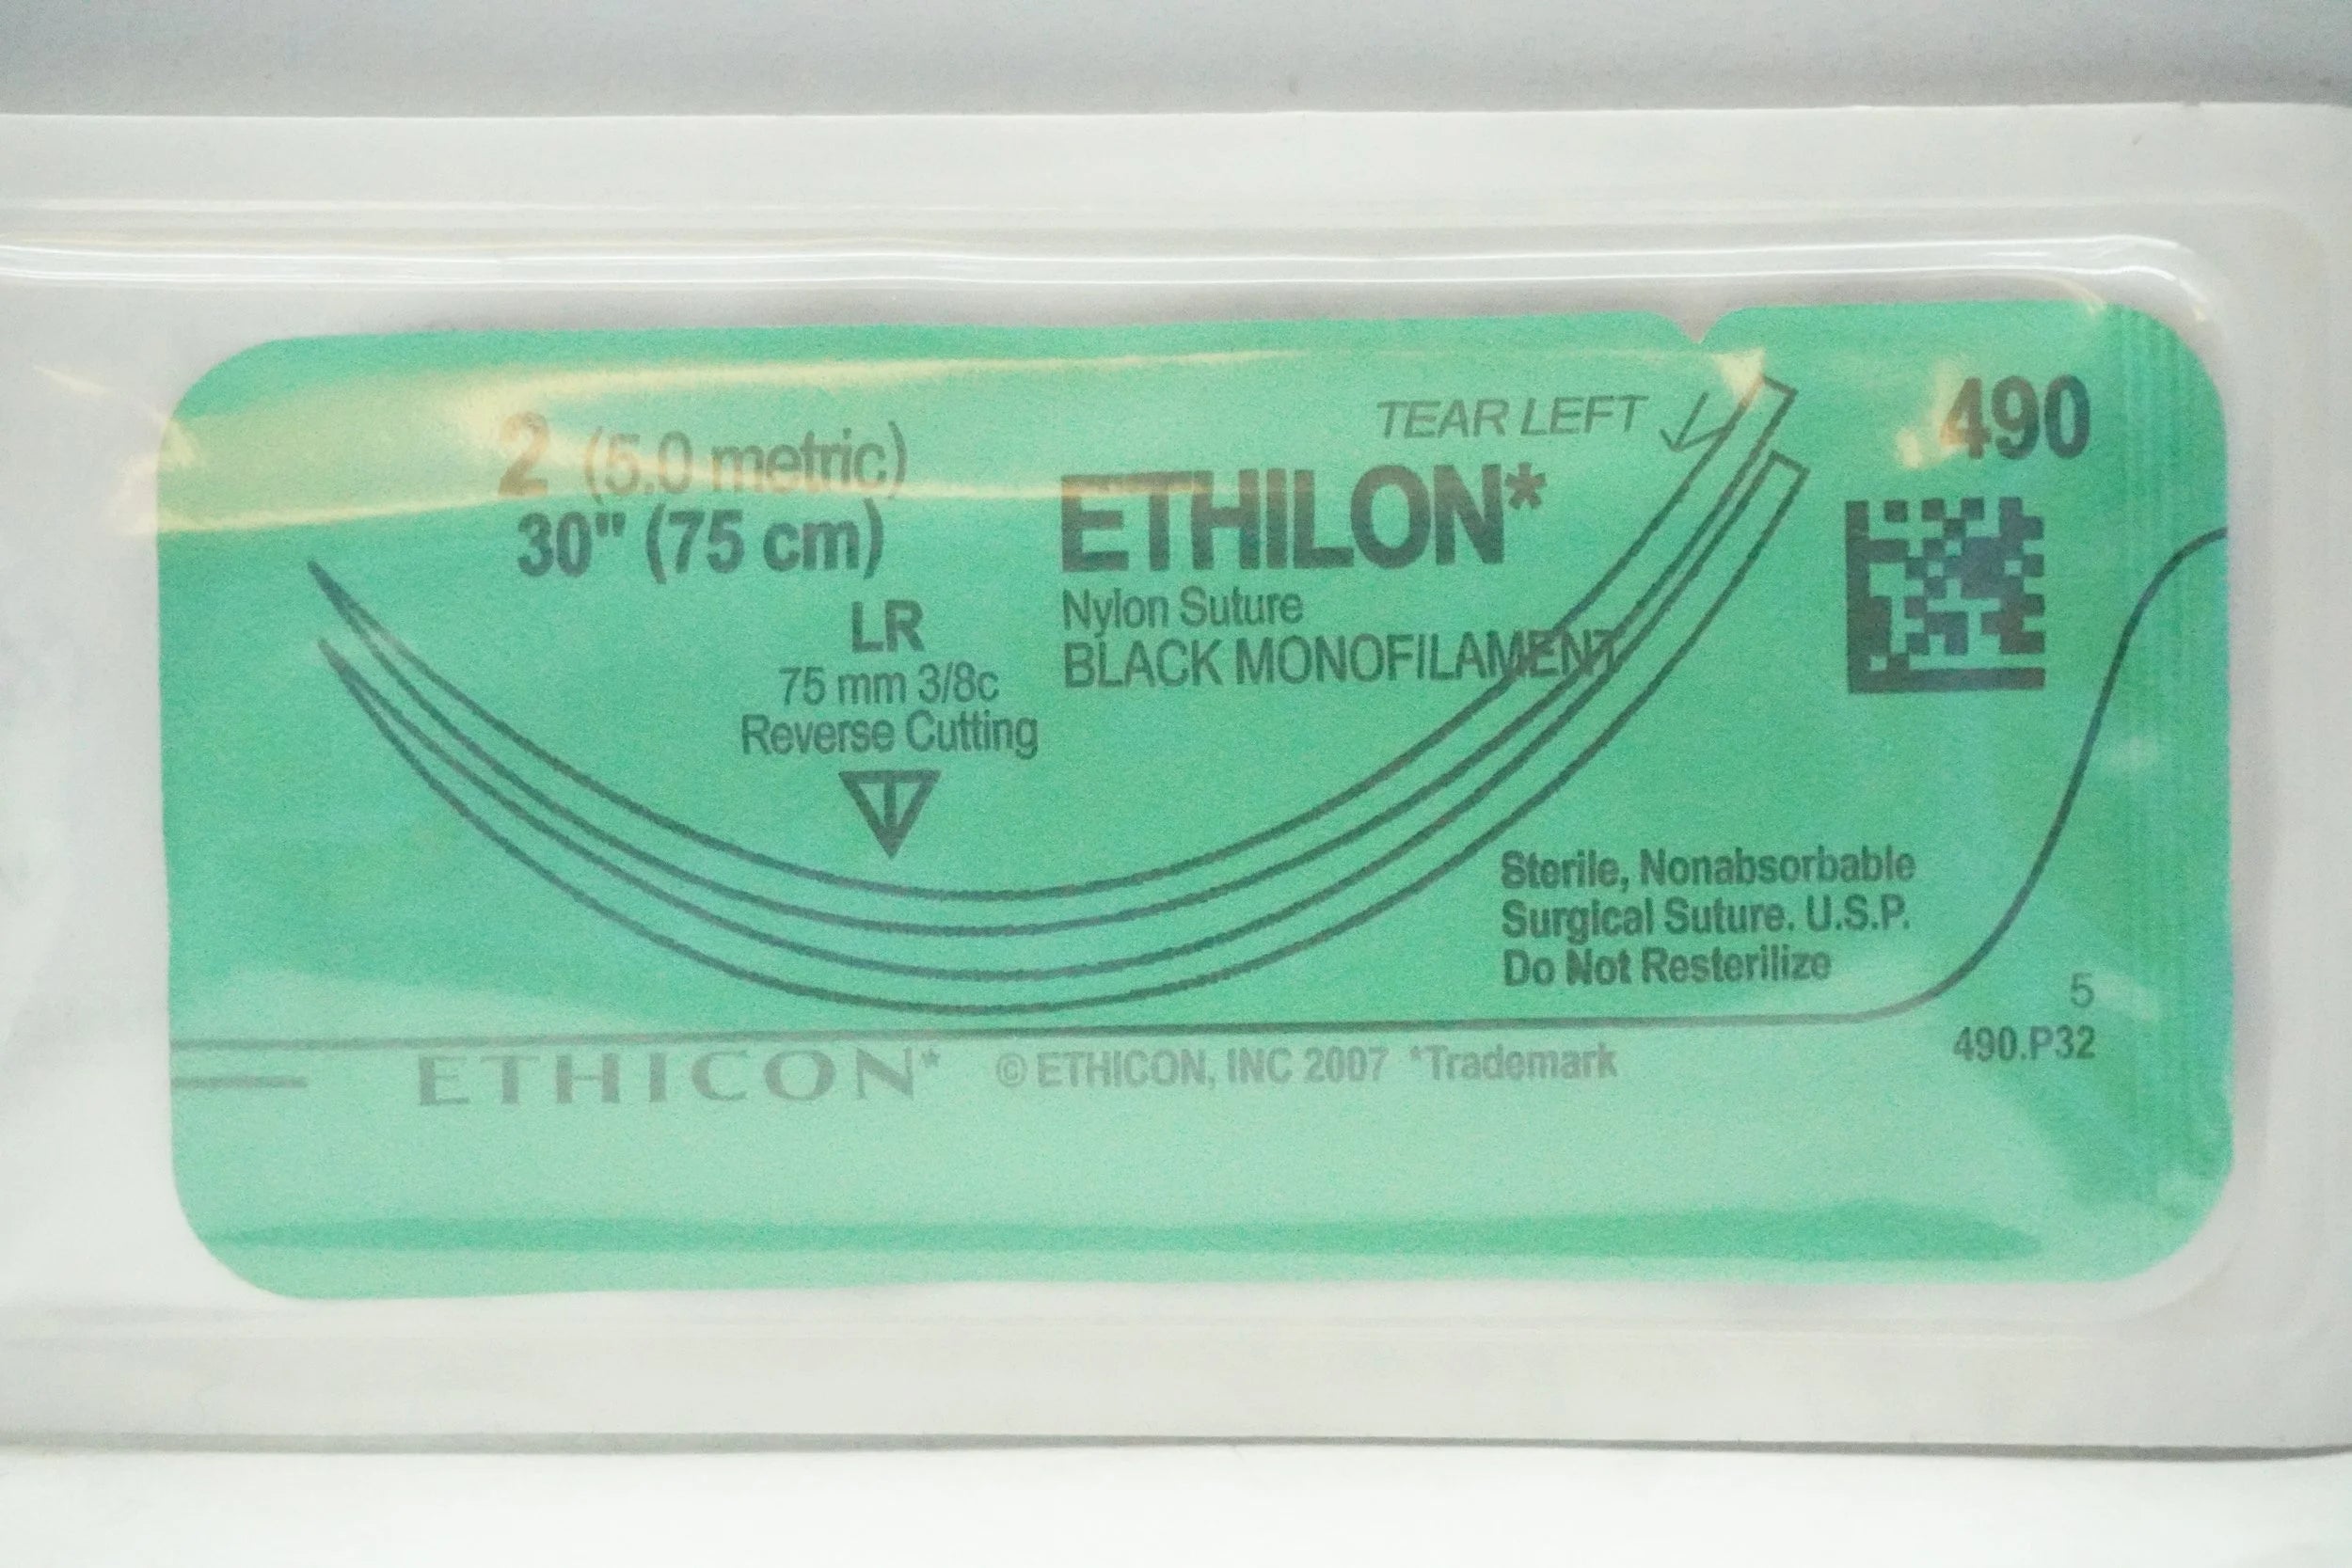 TEAR LEFT
490
2 (5.0 metric)
30" (75 cm)
LR
75 mm 3/8c
Reverse Cutting
ETHILON*
Nylon Suture
BLACK MONOFILAMENT
Sterile, Nonabsorbable
Surgical Suture. U.S.P.
Do Not Resterilize
5
490.P32
ETHICON* © ETHICON, INC 2007 *Trademark